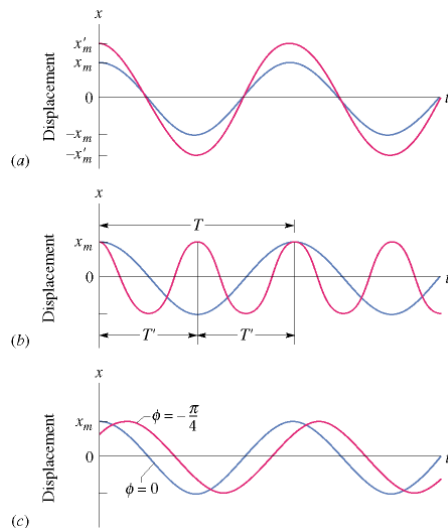 x
x′m
xm
Displacement
0
t
−xm
−x′m
(a)
x
T
xm
Displacement
0
t
T′ T′
(b)
x
xm
ϕ = −π/4
Displacement
0
t
ϕ = 0
(c)